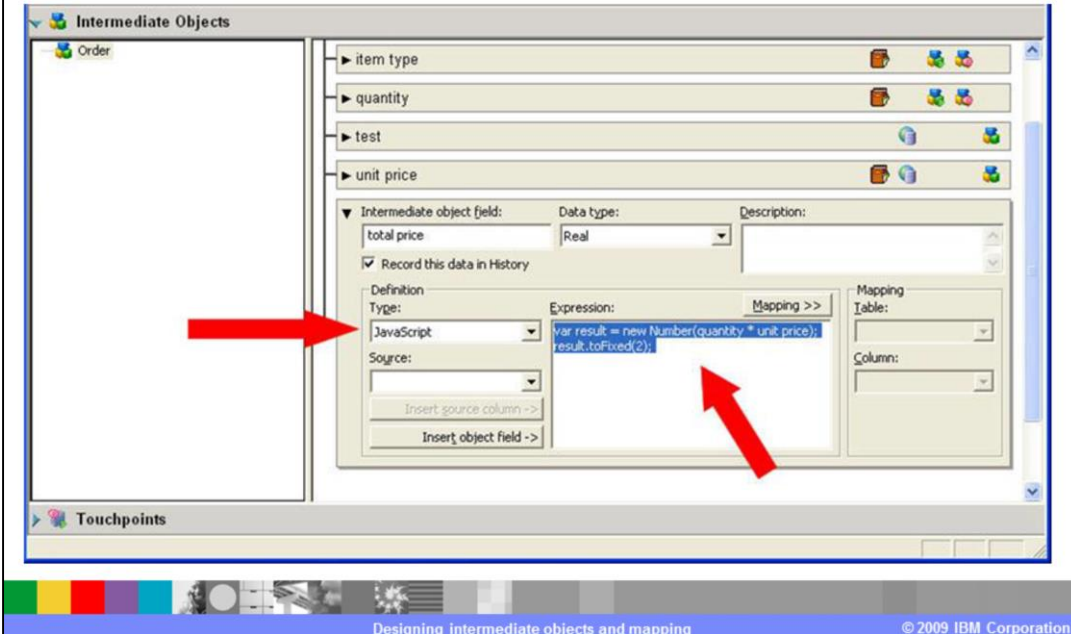 Intermediate Objects
Order
item type
quantity
test
unit price
Intermediate object field:
Data type:
Description:
total price
Real
Record this data in History
Definition
Type:
Expression:
Mapping >>
Mapping
Table:
JavaScript
var result = new Number(quantity * unit price);
result.toFixed(2);
Source:
Column:
Insert source column ->
Insert object field ->
Touchpoints
Designing intermediate objects and mapping
© 2009 IBM Corporation